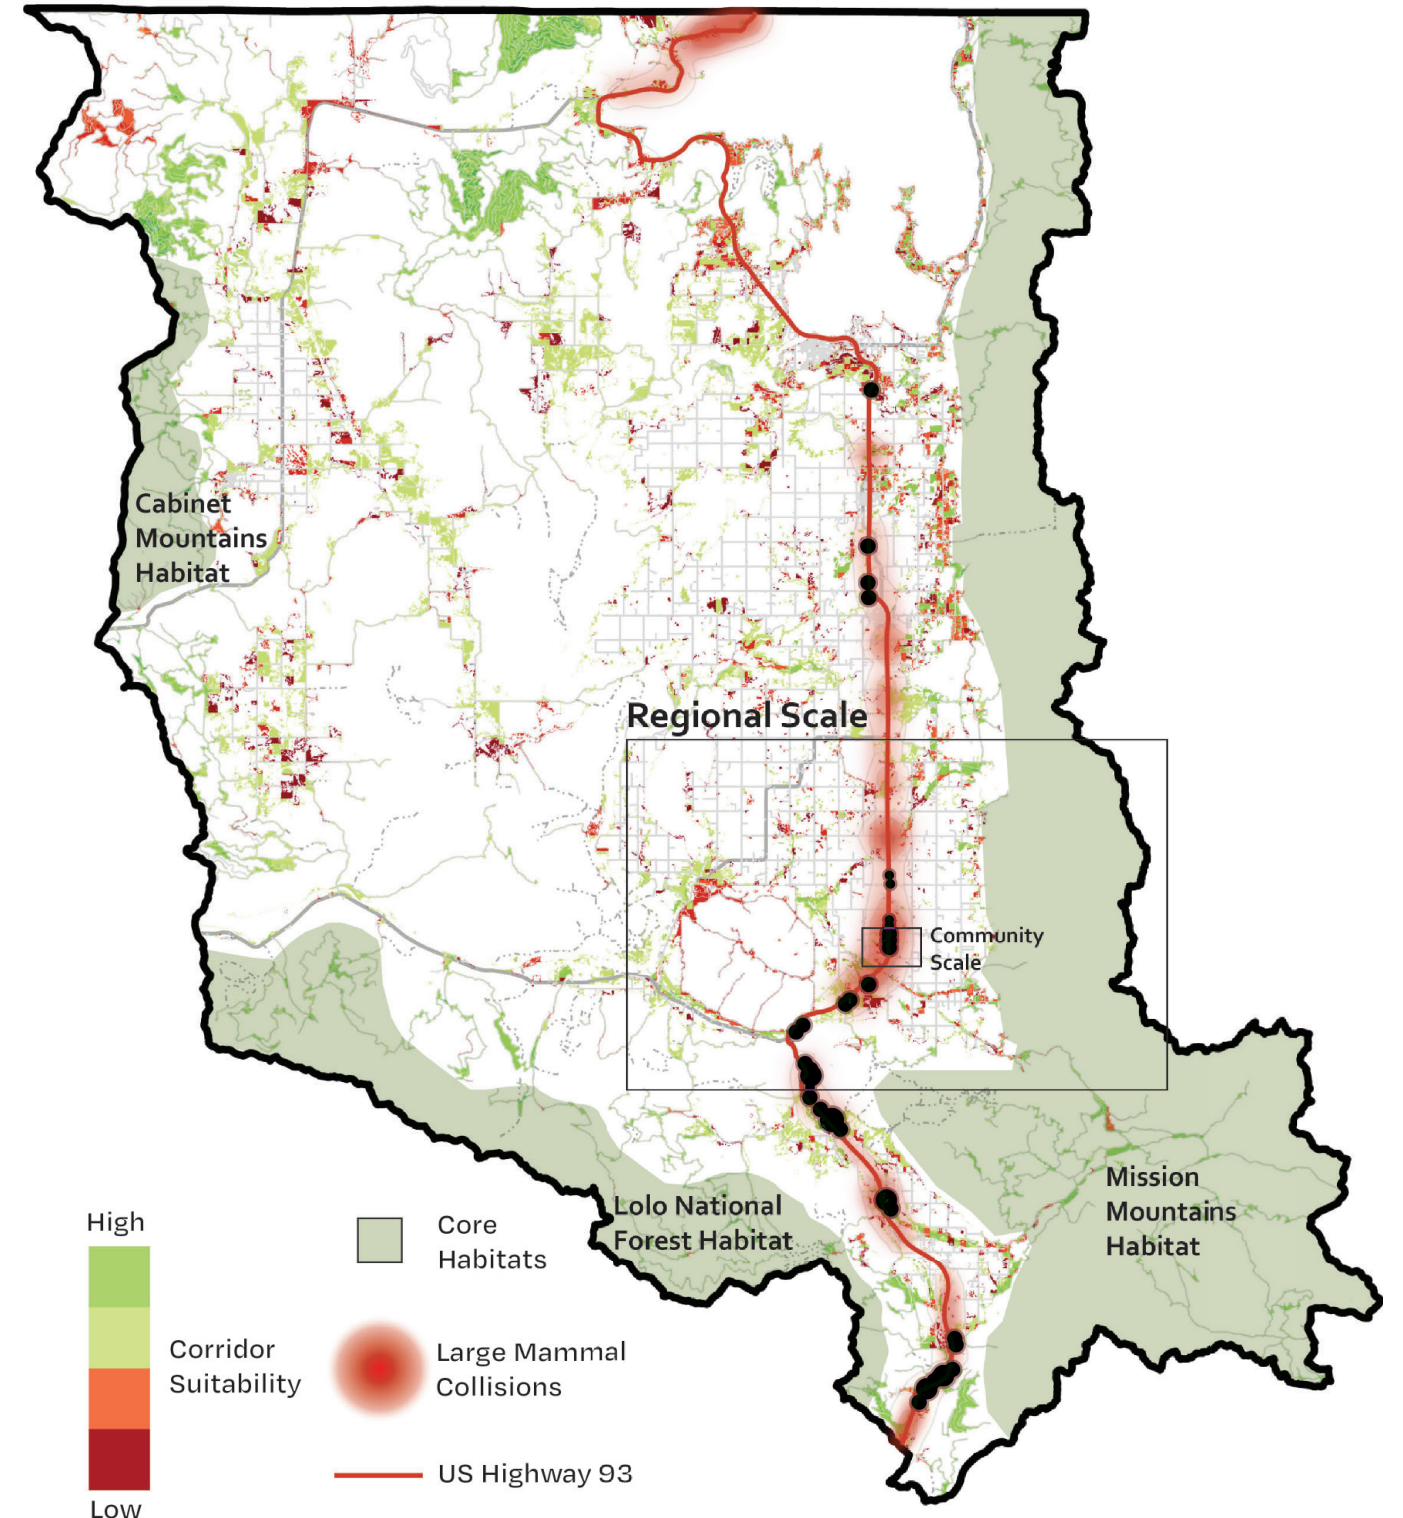 Cabinet
Mountains
Habitat
Regional Scale
Community
Scale
Mission
Mountains
Habitat
Lolo National
Forest Habitat
High
Corridor
Suitability
Low
Core
Habitats
Large Mammal
Collisions
US Highway 93